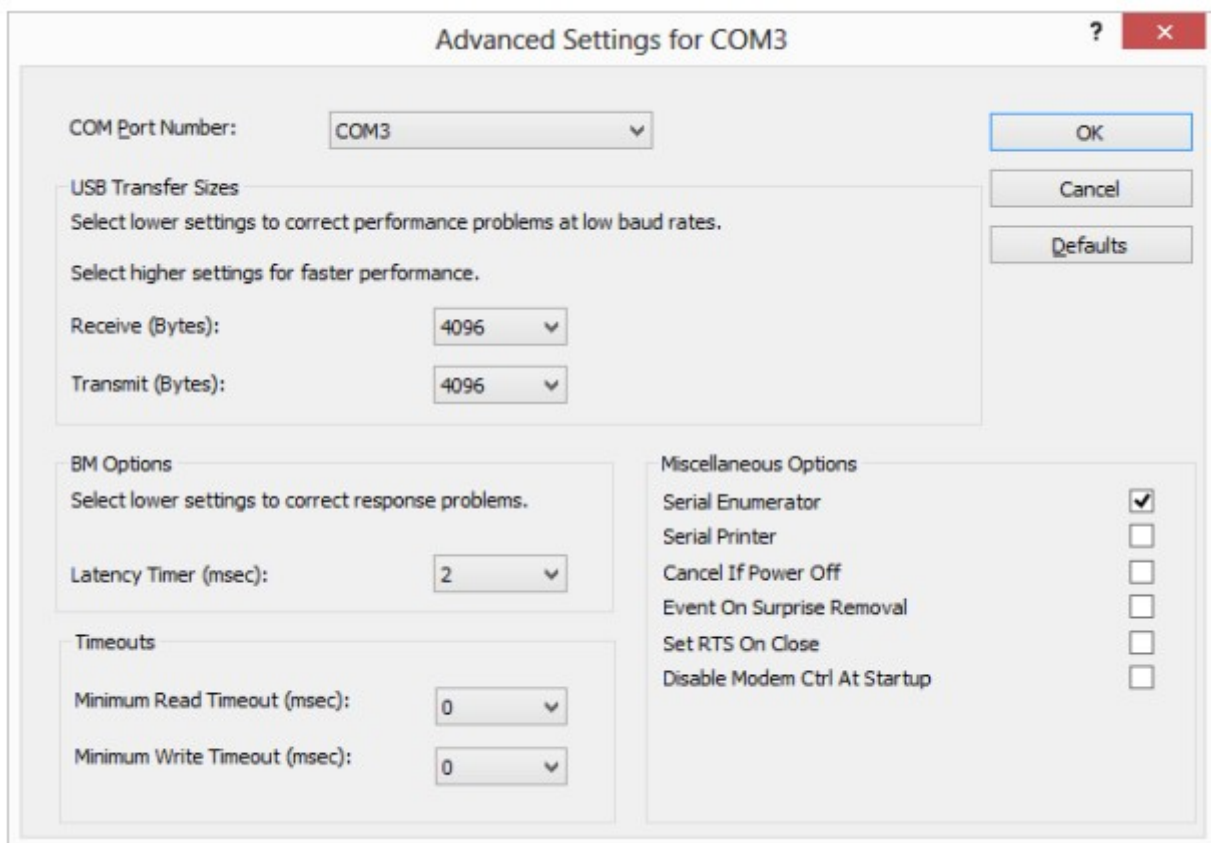 Advanced Settings for COM3
?
COM Port Number:
COM3
OK
Cancel
Defaults
USB Transfer Sizes
Select lower settings to correct performance problems at low baud rates.
Select higher settings for faster performance.
Receive (Bytes):
4096
Transmit (Bytes):
4096
BM Options
Select lower settings to correct response problems.
Latency Timer (msec):
2
Timeouts
Minimum Read Timeout (msec):
0
Minimum Write Timeout (msec):
0
Miscellaneous Options
Serial Enumerator
Serial Printer
Cancel If Power Off
Event On Surprise Removal
Set RTS On Close
Disable Modem Ctrl At Startup